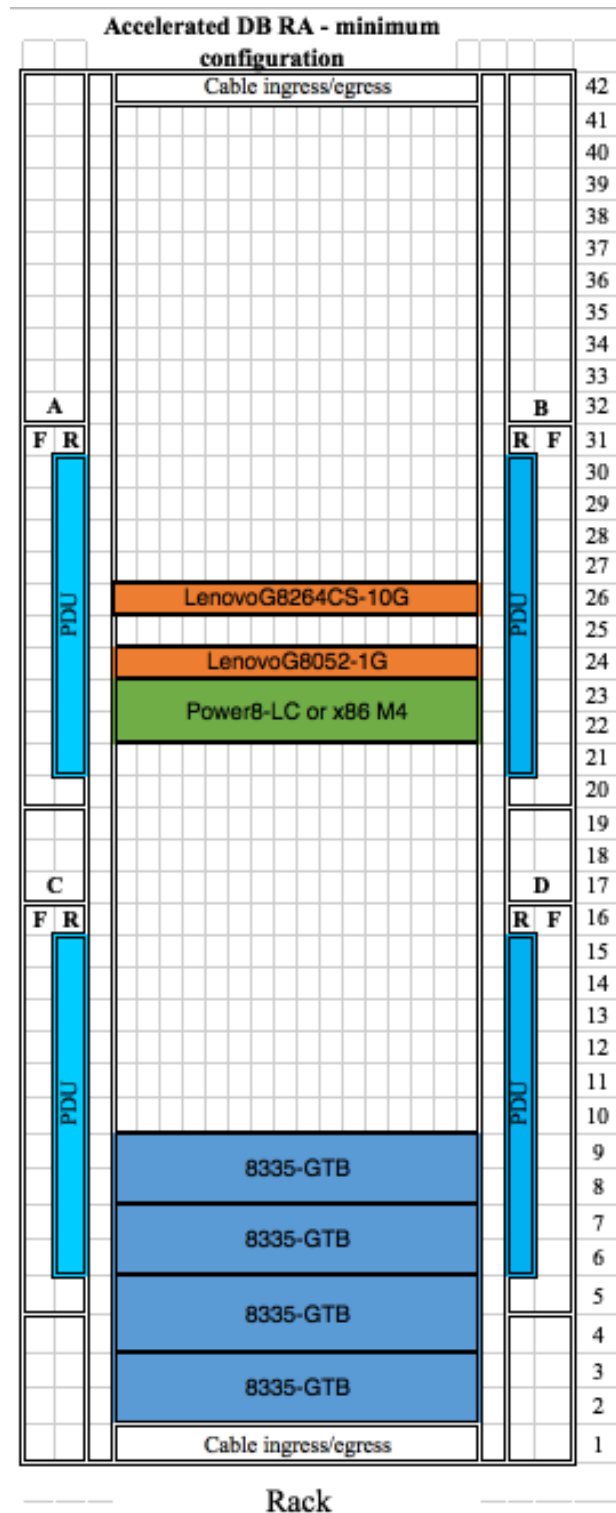 Accelerated DB RA - minimum
configuration
Cable ingress/egress 42
41
40
39
38
37
36
35
34
33
A B 32
F R R F 31
30
29
28
27
LenovoG8264CS-10G 26
PDU PDU 25
LenovoG8052-1G 24
23
Power8-LC or x86 M4 22
21
20
19
18
C D 17
F R R F 16
15
14
13
12
11
PDU PDU 10
9
8335-GTB 8
7
8335-GTB 6
5
8335-GTB 4
3
8335-GTB 2
Cable ingress/egress 1
Rack